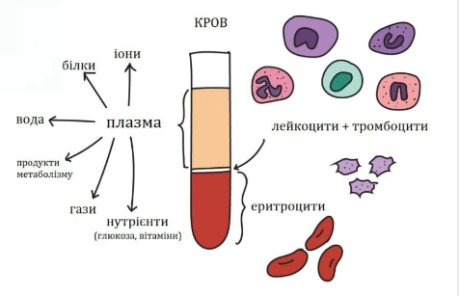 КРОВ
іони
білки
вода
плазма
продукти
метаболізму
гази
нутрієнти
(глюкоза, вітаміни)
лейкоцити + тромбоцити
еритроцити